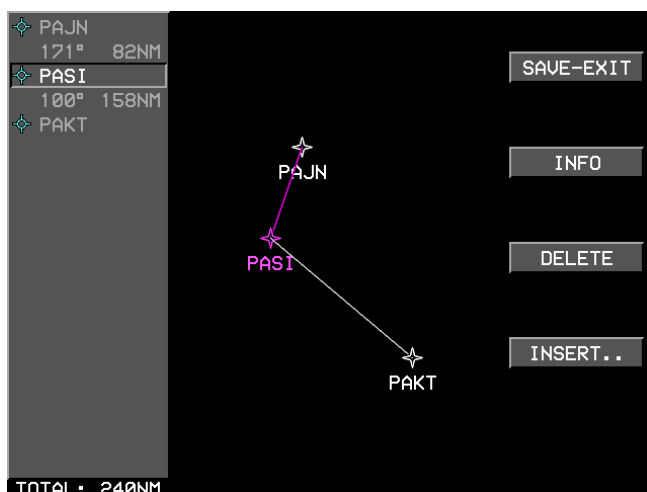 PAJN
171° 82NM
PASI
100° 158NM
PAKT
TOTAL: 240NM
PAJN
PASI
PAKT
SAVE-EXIT
INFO
DELETE
INSERT..